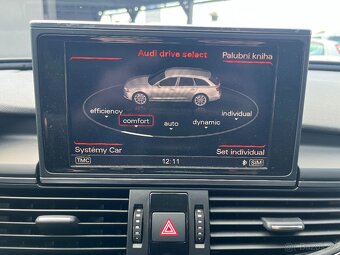 Audi drive select
Palubní kniha
efficiency
individual
comfort
auto
dynamic
Systémy Car
Set individual
TMC
12:11
SIM